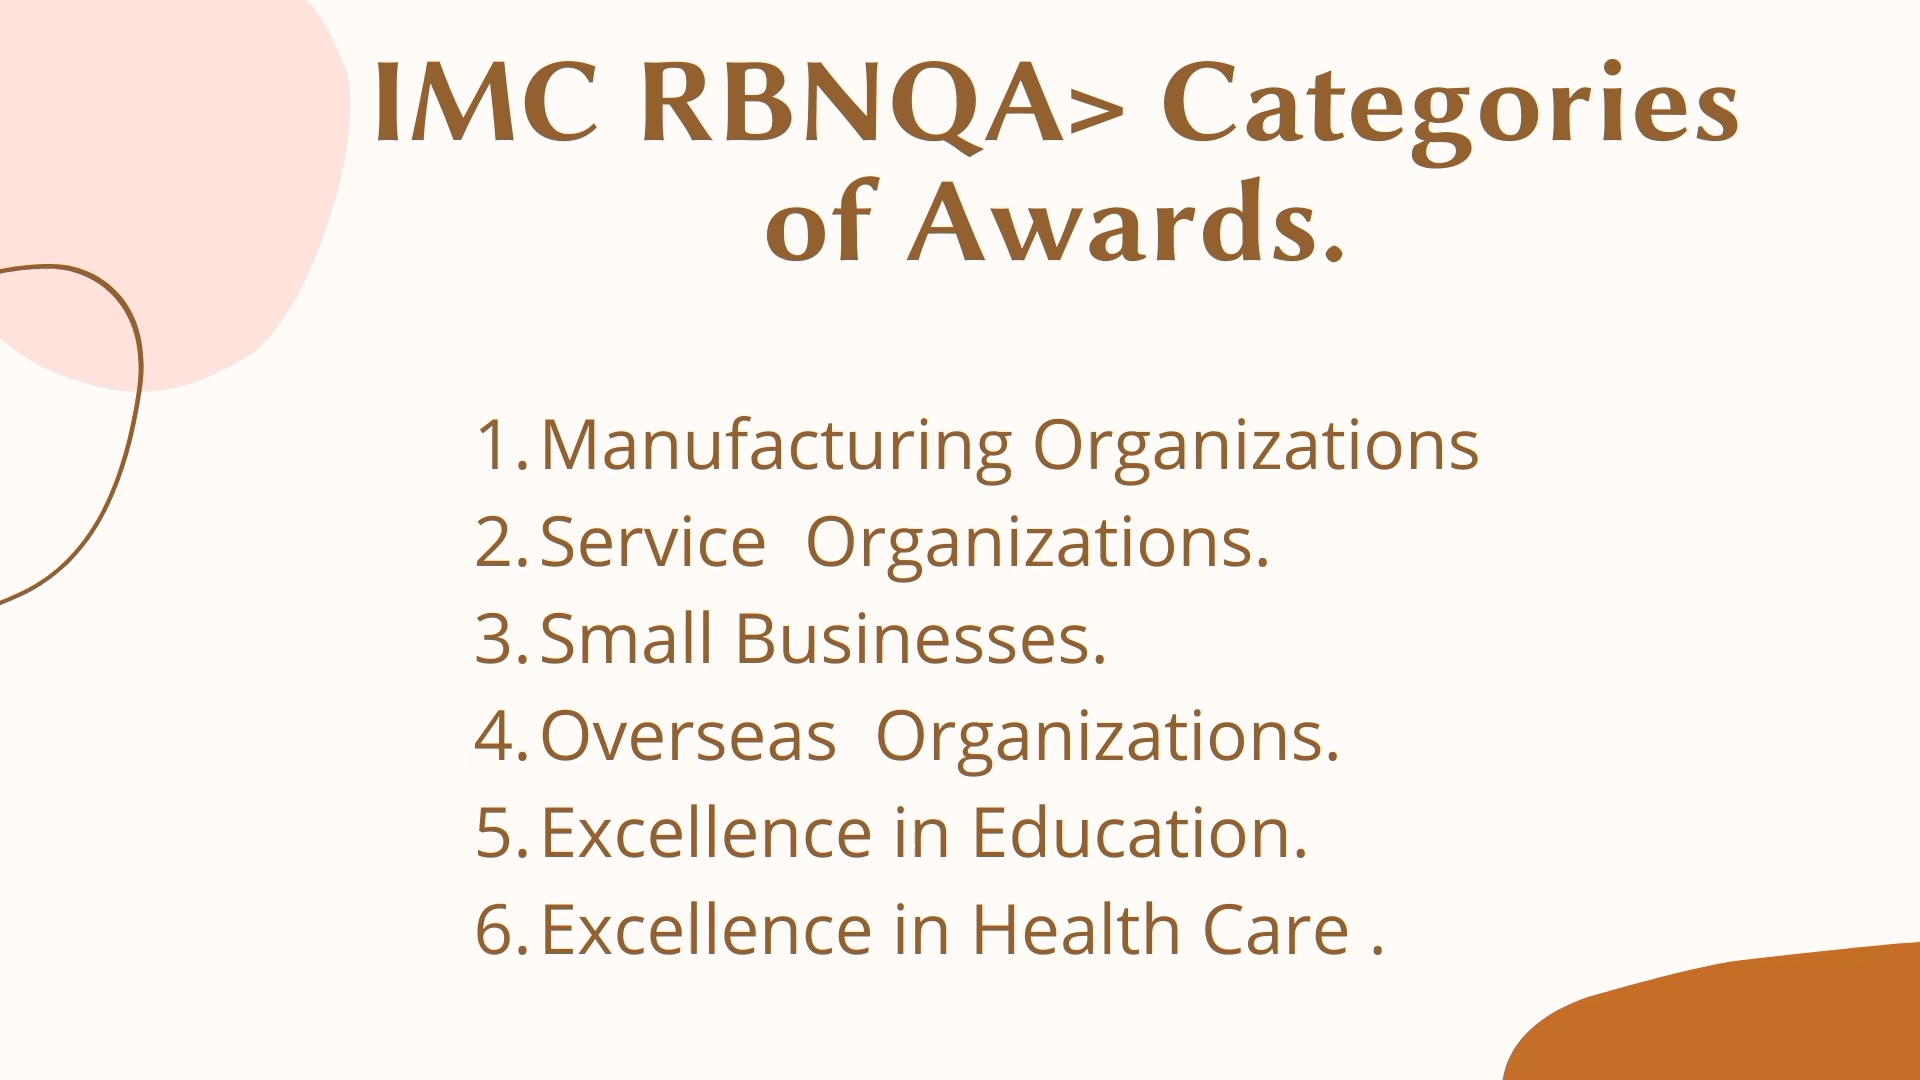 IMC RBNQA> Categories
of Awards.
1. Manufacturing Organizations
2. Service  Organizations.
3. Small Businesses.
4. Overseas  Organizations.
5. Excellence in Education.
6. Excellence in Health Care .